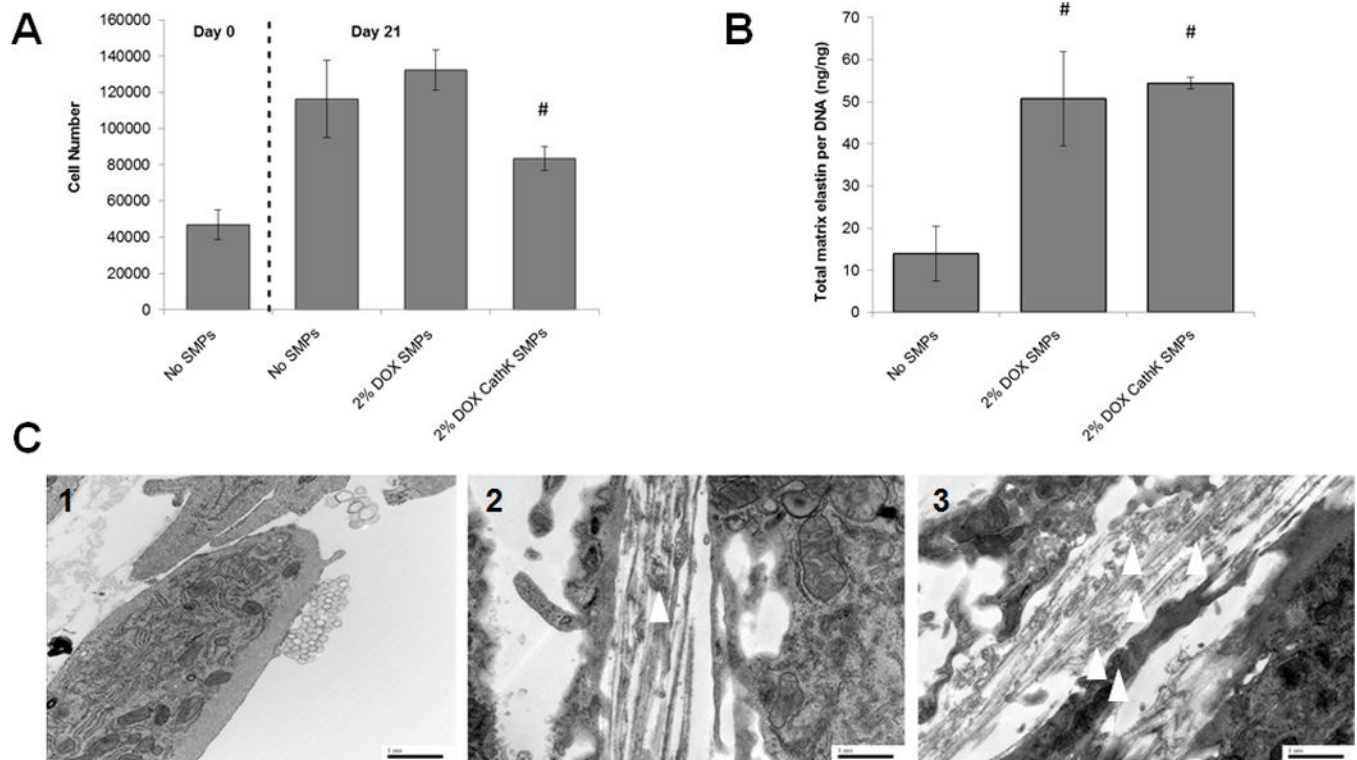 A
160000
140000
120000
100000
80000
60000
40000
20000
0
Cell Number
Day 0
Day 21
#
No SMPs
No SMPs
2% DOX SMPs
2% DOX CathK SMPs
B
70
60
50
40
30
20
10
0
Total matrix elastin per DNA (ng/ng)
#
#
No SMPs
2% DOX SMPs
2% DOX CathK SMPs
C
1
2
3